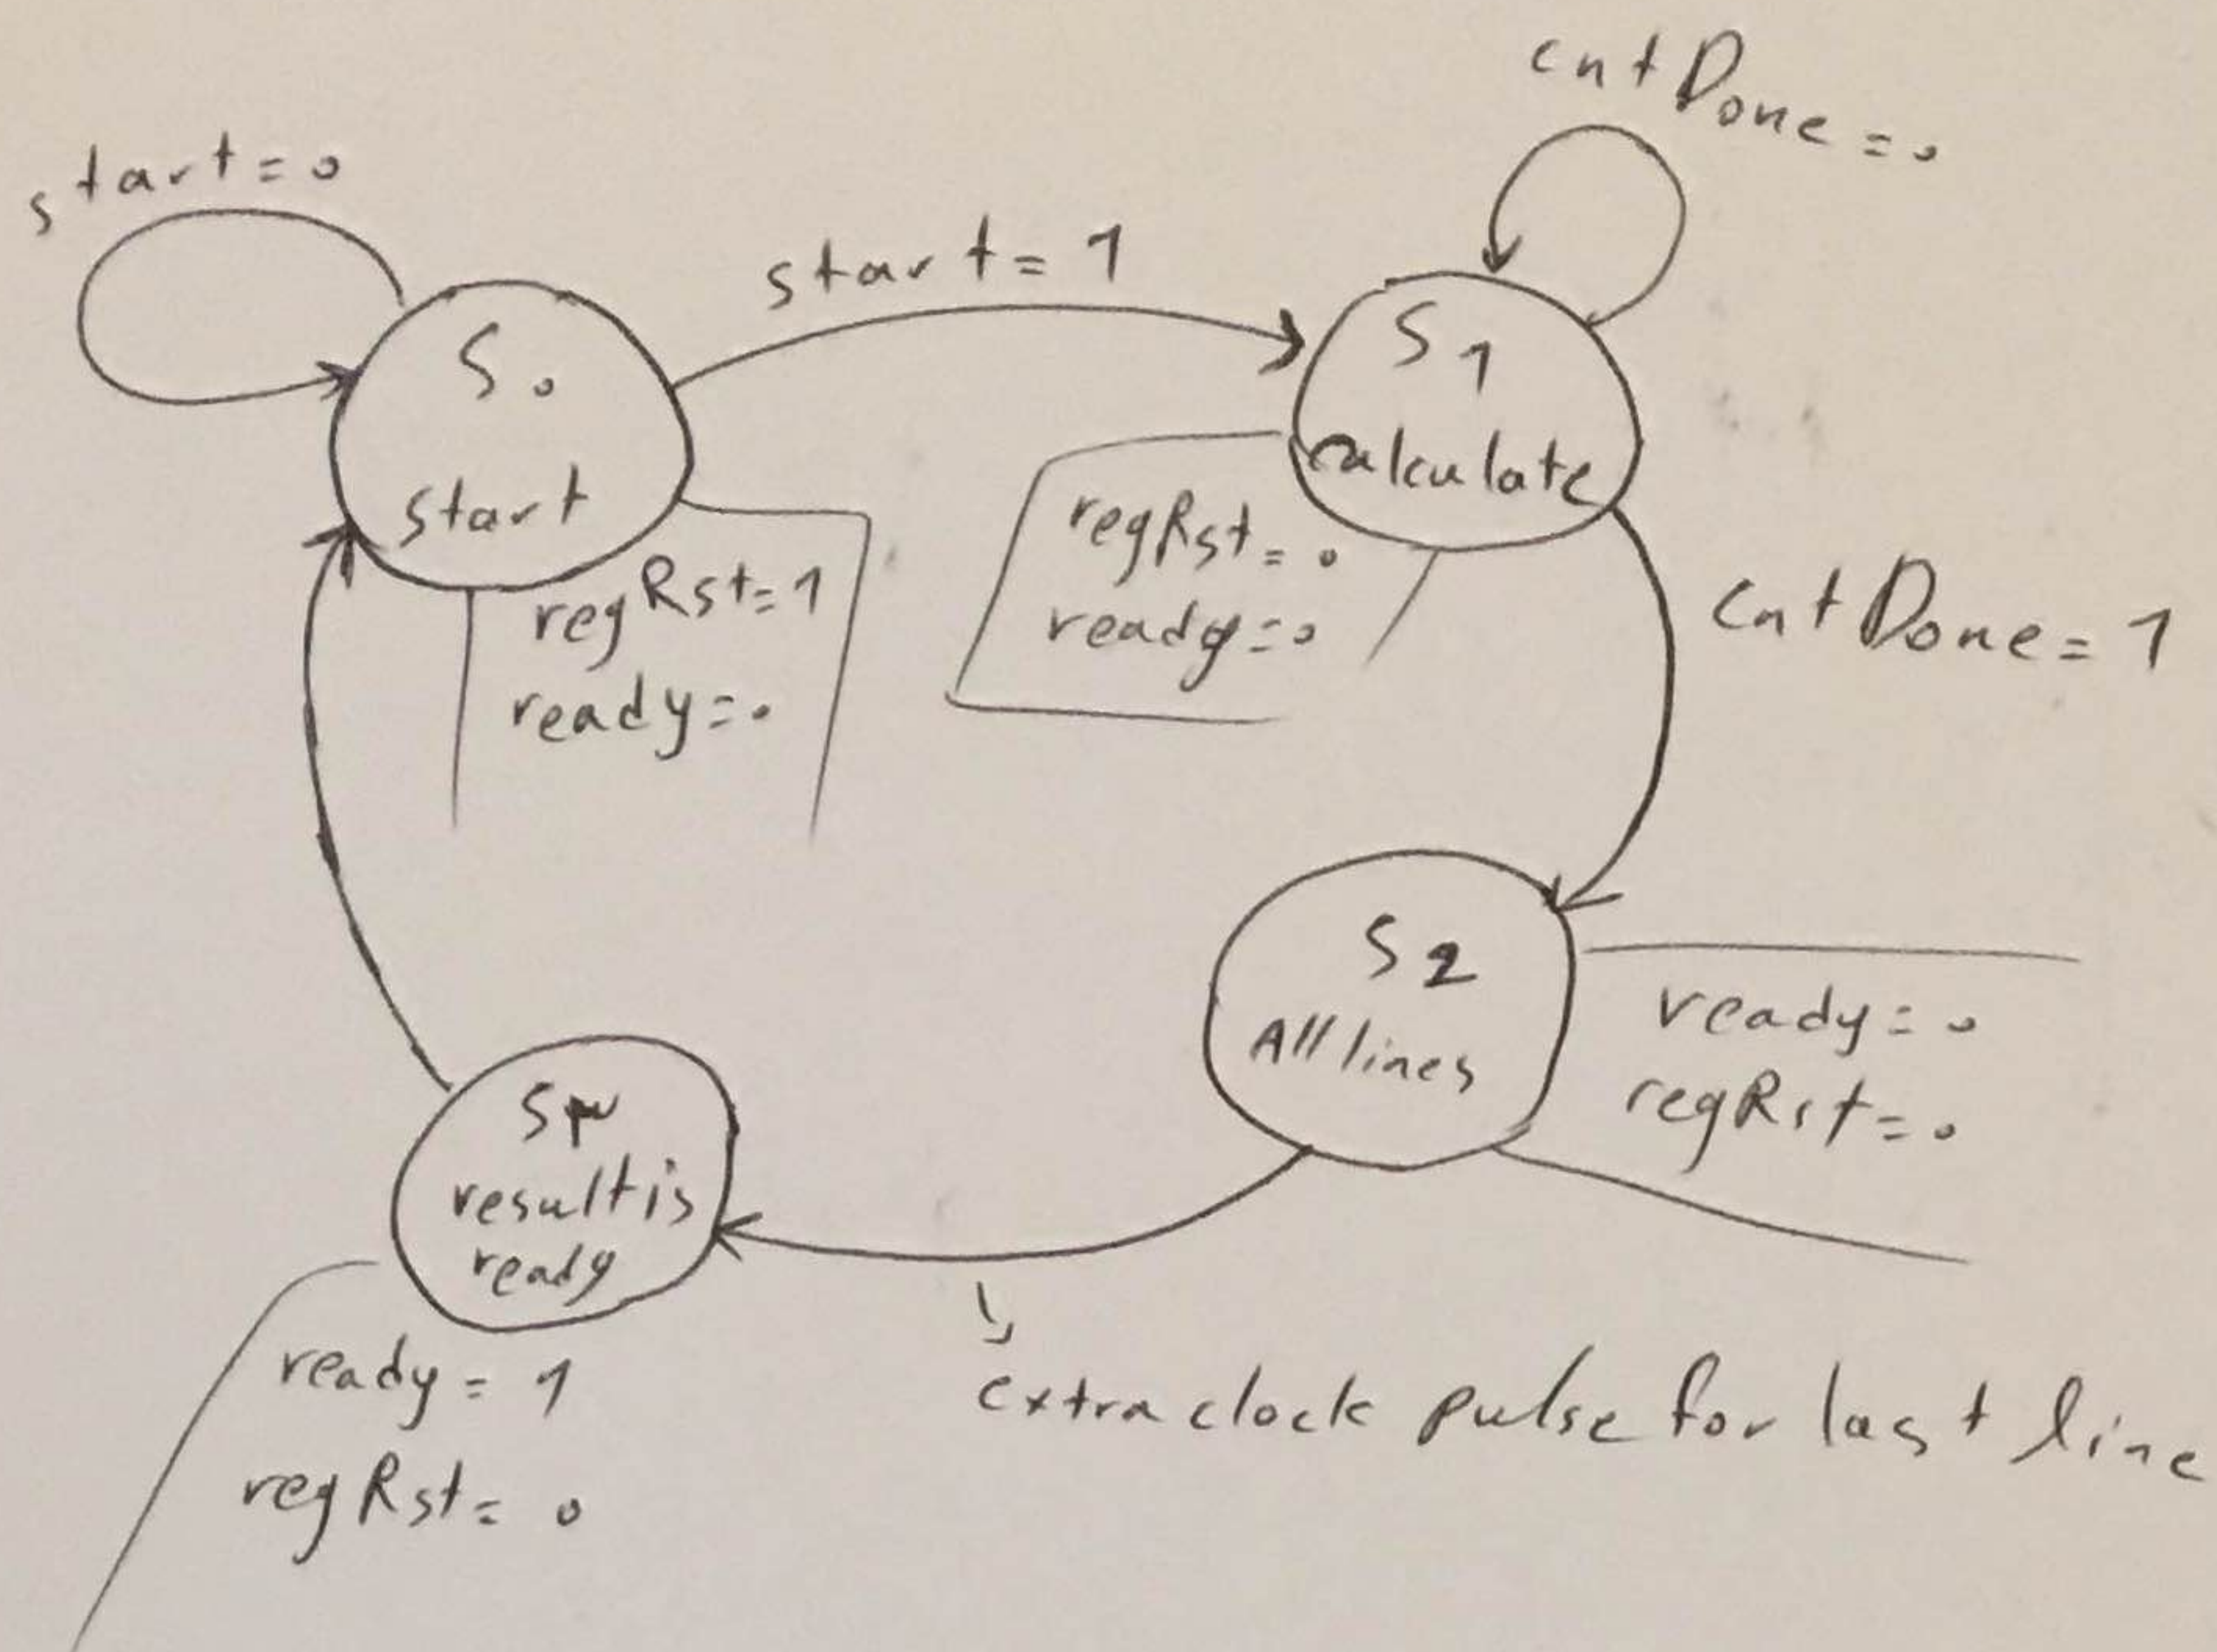 start=0
cntDone=0
start=1
S0
start
regRst=1
ready=0
S1
calculate
regRst=0
ready=0
cntDone=1
S2
All lines
ready=0
regRst=0
result is
ready
ready=1
regRst=0
extra clock pulse for last line